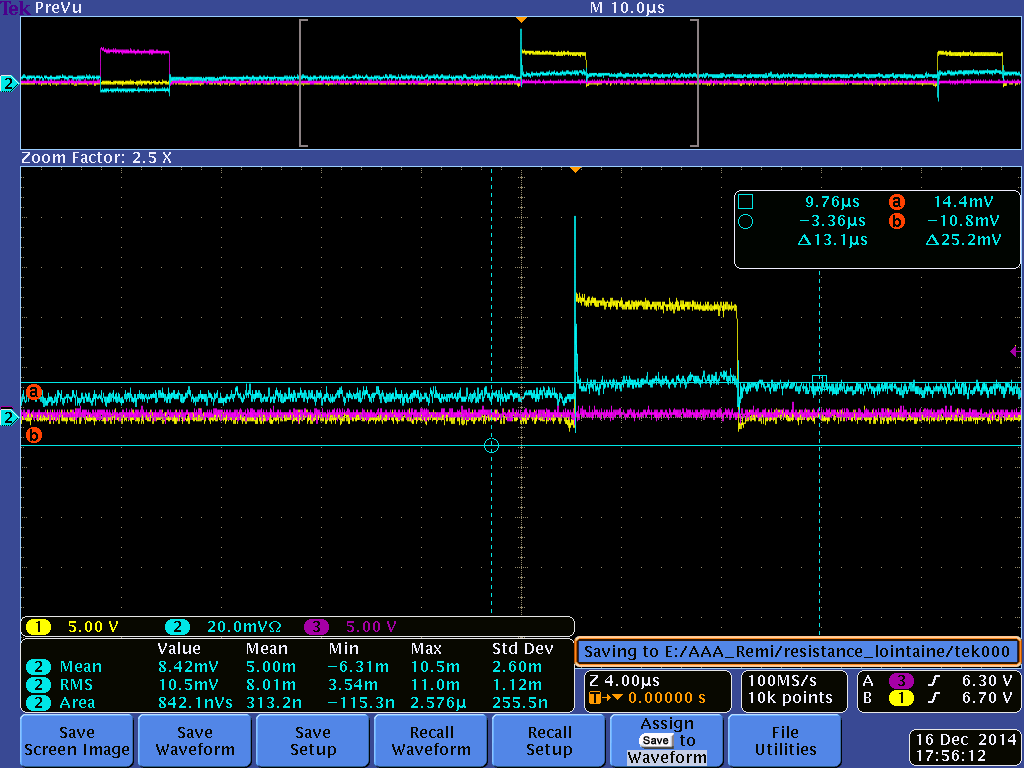 Tek PreVu M 10.0µs
2
Zoom Factor: 2.5 X
9.76µs a 14.4mV
−3.36µs b −10.8mV
Δ13.1µs Δ25.2mV
a
2
b
1 5.00 V 2 20.0mVΩ 3 5.00 V
Value Mean Min Max Std Dev
2 Mean 8.42mV 5.00m −6.31m 10.5m 2.60m
2 RMS 10.5mV 8.01m 3.54m 11.0m 1.12m
2 Area 842.1nVs 313.2n −115.3n 2.576µ 255.5n
Saving to E:/AAA_Remi/resistance_lointaine/tek000
Z 4.00µs
T→▼ 0.00000 s
100MS/s
10k points
A 3 ∫ 6.30 V
B 1 ∫ 6.70 V
Save
Screen Image
Save
Waveform
Save
Setup
Recall
Waveform
Recall
Setup
Assign
Save to
Waveform
File
Utilities
16 Dec 2014
17:56:12